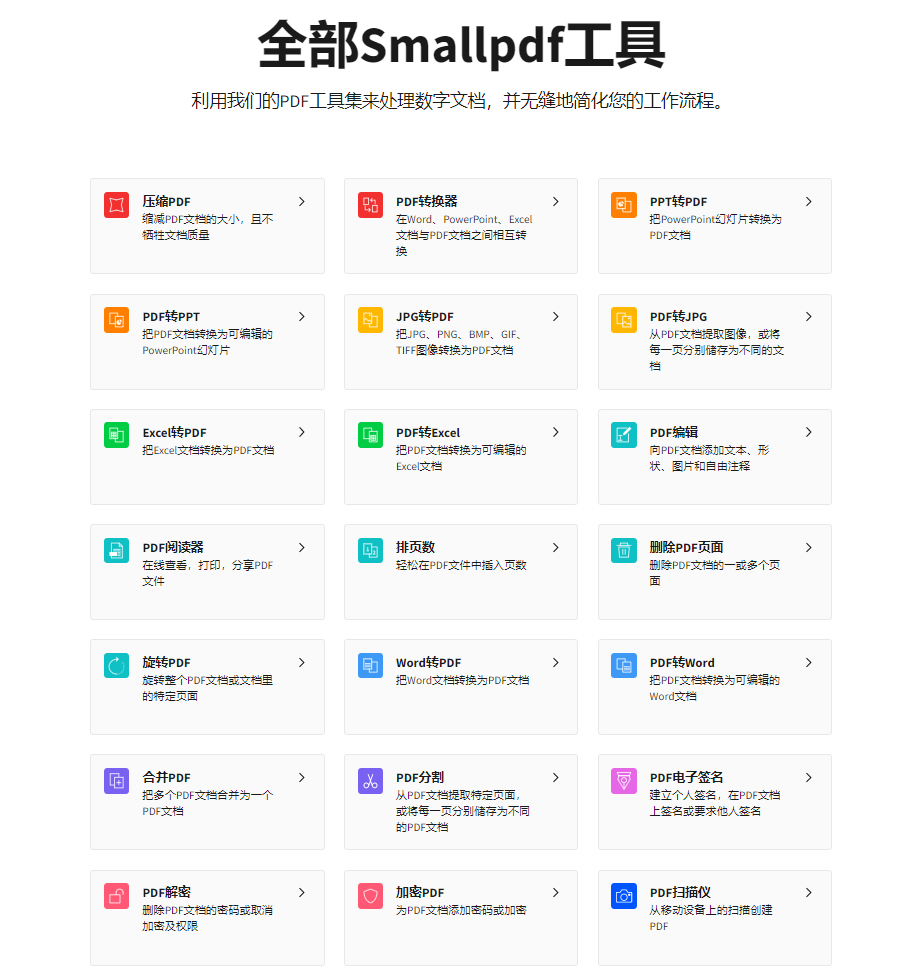 全部Smallpdf工具
利用我们的PDF工具集来处理数字文档，并无缝地简化您的工作流程。
压缩PDF
缩减PDF文档的大小，且不
牺牲文档质量
PDF转换器
在Word、PowerPoint、Excel
文档与PDF文档之间相互转
换
PPT转PDF
把PowerPoint幻灯片转换为
PDF文档
PDF转PPT
把PDF文档转换为可编辑的
PowerPoint幻灯片
JPG转PDF
把JPG、PNG、BMP、GIF、
TIFF图像转换为PDF文档
PDF转JPG
从PDF文档提取图像，或将
每一页分别储存为不同的文
档
Excel转PDF
把Excel文档转换为PDF文档
PDF转Excel
把PDF文档转换为可编辑的
Excel文档
PDF编辑
向PDF文档添加文本、形
状、图片和自由注释
PDF阅读器
在线查看，打印，分享PDF
文件
排页数
轻松在PDF文件中插入页数
删除PDF页面
删除PDF文档的一或多个页
面
旋转PDF
旋转整个PDF文档或文档里
的特定页面
Word转PDF
把Word文档转换为PDF文档
PDF转Word
把PDF文档转换为可编辑的
Word文档
合并PDF
把多个PDF文档合并为一个
PDF文档
PDF分割
从PDF文档提取特定页面，
或将每一页分别储存为不同
的PDF文档
PDF电子签名
建立个人签名，在PDF文档
上签名或要求他人签名
PDF解密
删除PDF文档的密码或取消
加密及权限
加密PDF
为PDF文档添加密码或加密
PDF扫描仪
从移动设备上的扫描创建
PDF